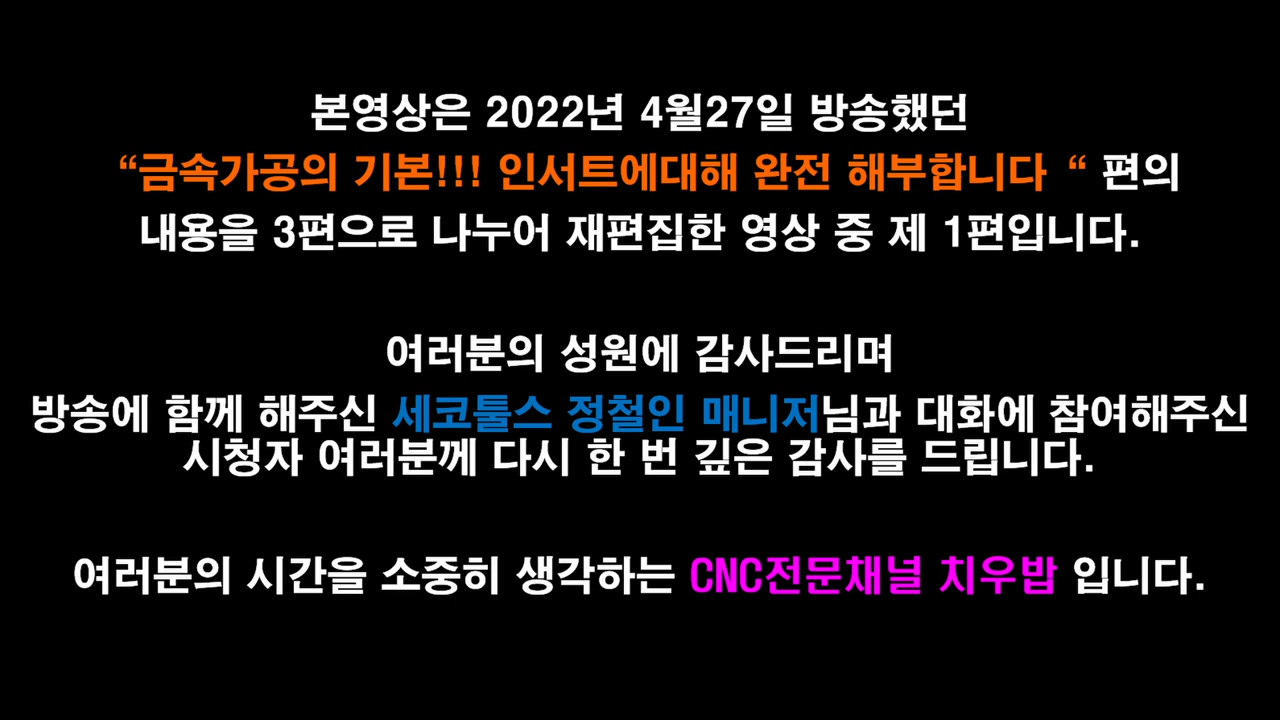 본영상은 2022년 4월27일 방송했던
“금속가공의 기본!!! 인서트에대해 완전 해부합니다 “ 편의
내용을 3편으로 나누어 재편집한 영상 중 제 1편입니다.
여러분의 성원에 감사드리며
방송에 함께 해주신 세코툴스 정철인 매니저님과 대화에 참여해주신
시청자 여러분께 다시 한 번 깊은 감사를 드립니다.
여러분의 시간을 소중히 생각하는 CNC전문채널 치우밥 입니다.